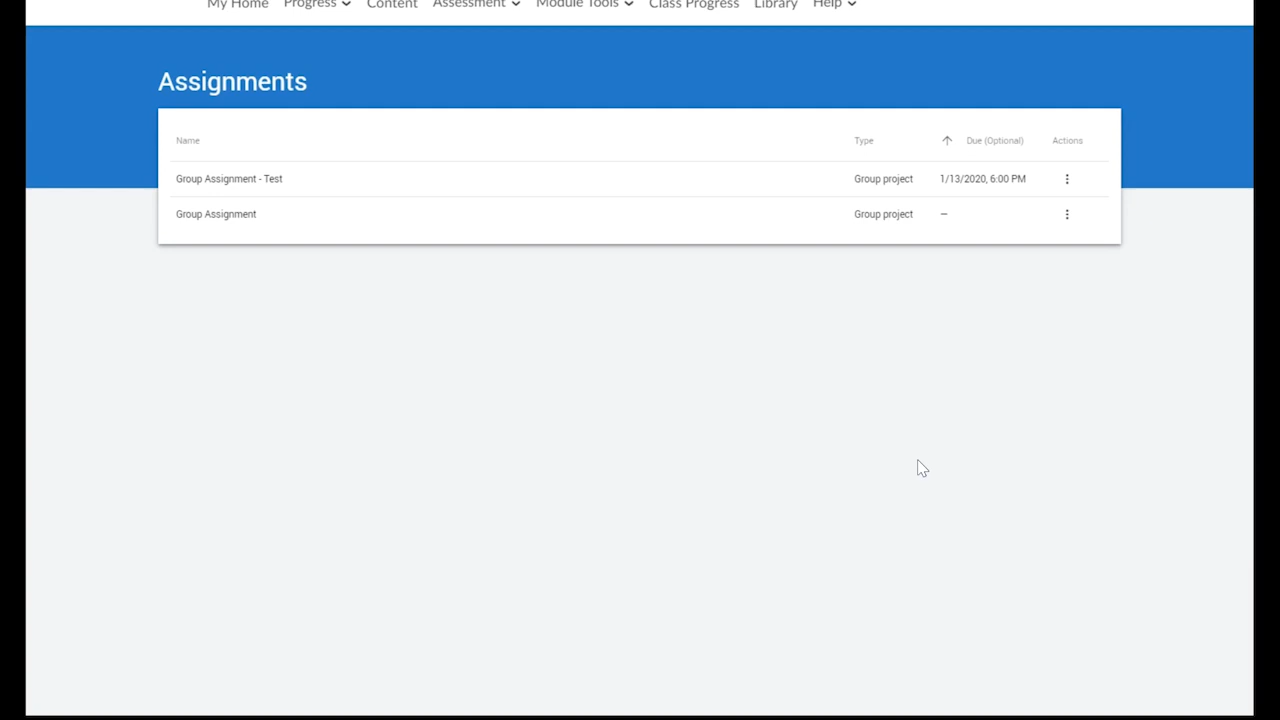 My Home Progress Content Assessment Module Tools Class Progress Library Help
Assignments
Name Type Due (Optional) Actions
Group Assignment - Test Group project 1/13/2020, 6:00 PM
Group Assignment Group project –